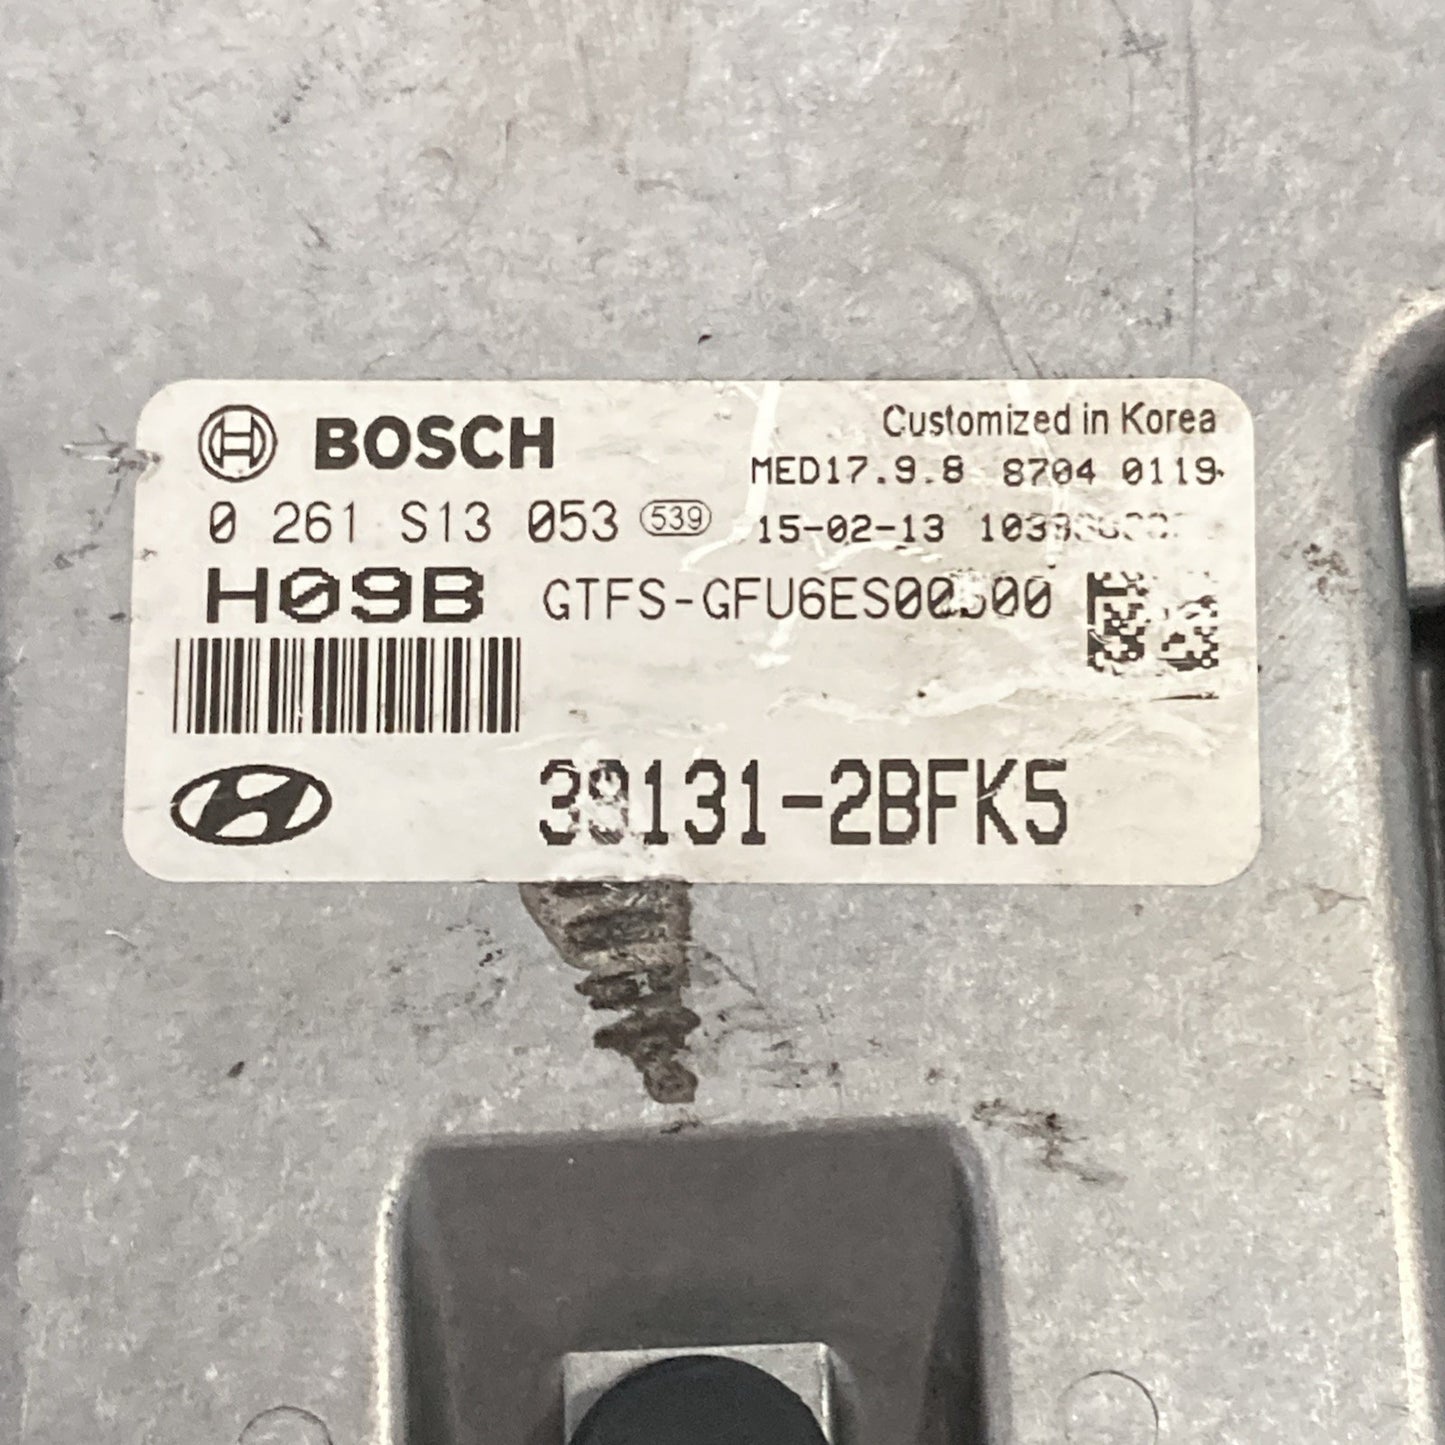 BOSCH
Customized in Korea
MED17.9.8 8704 0119
0 261 S13 053 539
15-02-13
H09B
39131-2BFK5